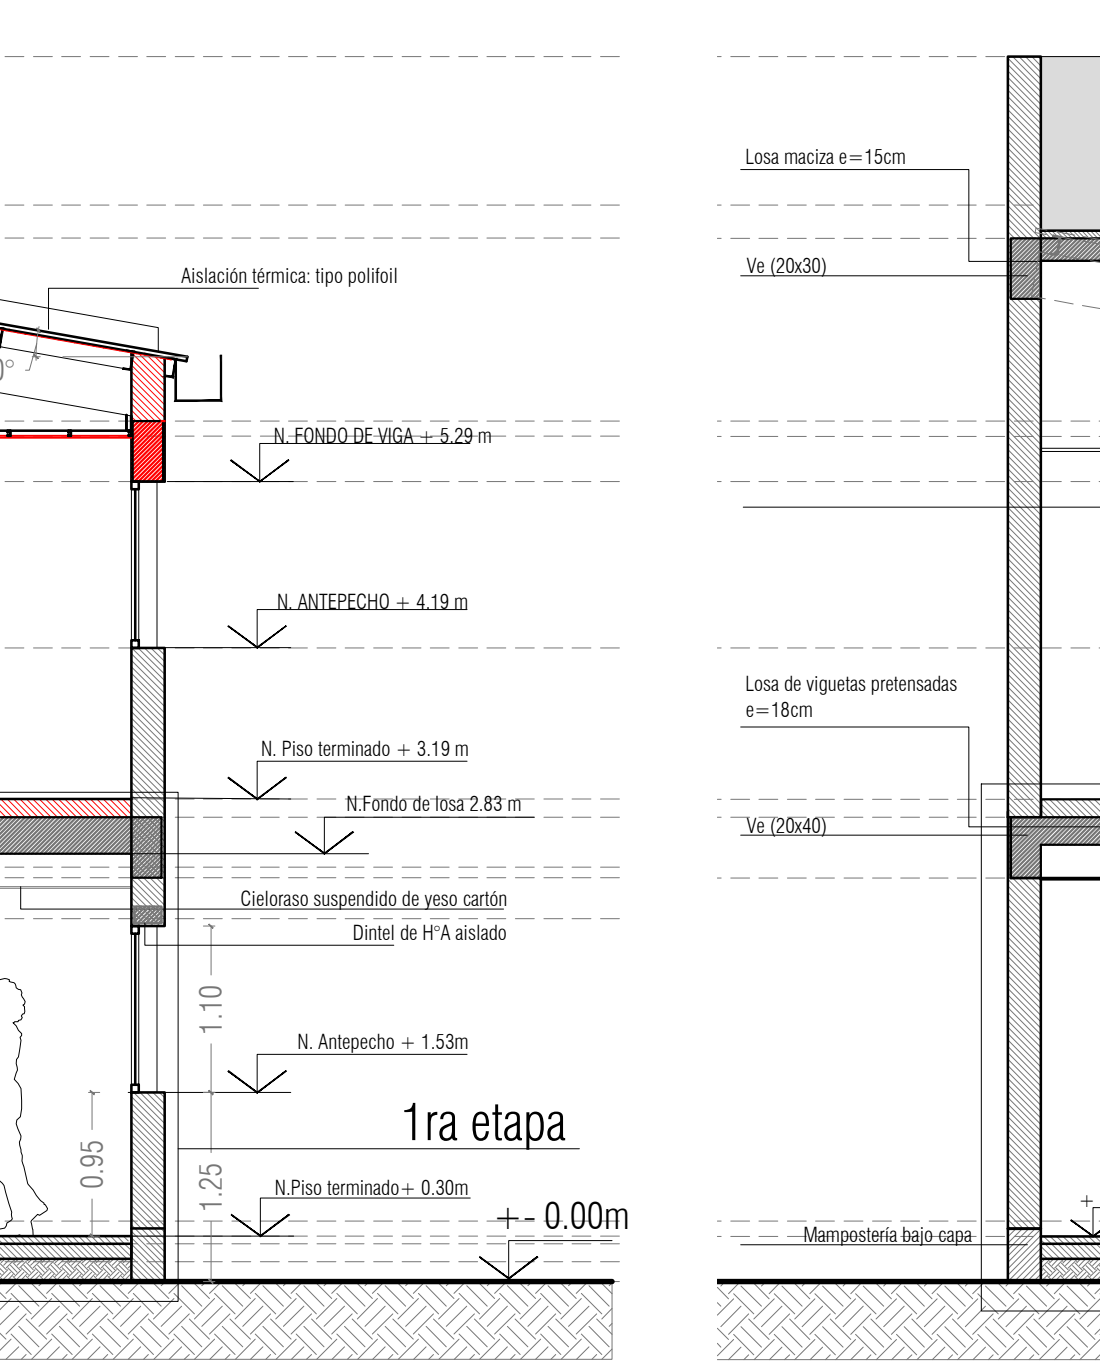 Losa maciza e=15cm
Ve (20x30)
Aislación térmica: tipo polifoil
N. FONDO DE VIGA + 5.29 m
N. ANTEPECHO + 4.19 m
Losa de viguetas pretensadas
e=18cm
N. Piso terminado + 3.19 m
N.Fondo de losa 2.83 m
Ve (20x40)
Cieloraso suspendido de yeso cartón
Dintel de H°A aislado
1.10
N. Antepecho + 1.53m
1ra etapa
0.95
1.25
N.Piso terminado+ 0.30m
+- 0.00m
Mampostería bajo capa
+